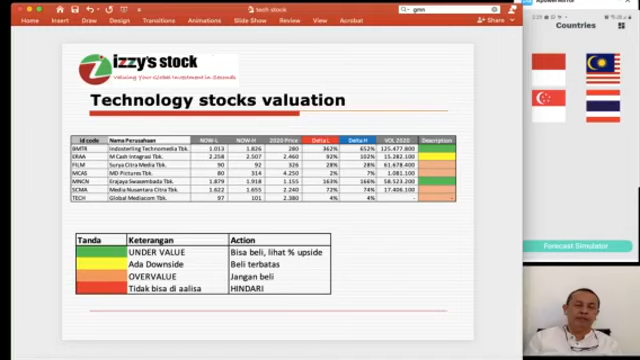 tech stock
gmn
Home
Insert
Draw
Design
Transitions
Animations
Slide Show
Review
View
Acrobat
Share
Countries
izzy's stock
Valuing Your Global Investment in Seconds
Technology stocks valuation
Id code Nama Perusahaan NOW-L NOW-H 2020 Price Delta L Delta H VOL 2020 Description
BMTR Indosterling Technomedia Tbk. 1.013 1.826 280 362% 652% 125.477.800
ERAA M Cash Integrasi Tbk. 2.258 2.507 2.460 92% 102% 15.282.100
FILM Surya Citra Media Tbk. 90 92 326 28% 28% 61.678.400
MCAS MD Pictures Tbk. 80 314 4.250 2% 7% 1.081.100
MNCN Erajaya Swasembada Tbk. 1.879 1.918 1.155 163% 166% 58.523.200
SCMA Media Nusantara Citra Tbk. 1.622 1.655 2.240 72% 74% 17.406.100
TECH Global Mediacom Tbk. 97 101 2.380 4% 4% - -
Tanda Keterangan Action
UNDER VALUE Bisa beli, lihat % upside
Ada Downside Beli terbatas
OVERVALUE Jangan beli
Tidak bisa di aalisa HINDARI
Forecast Simulator